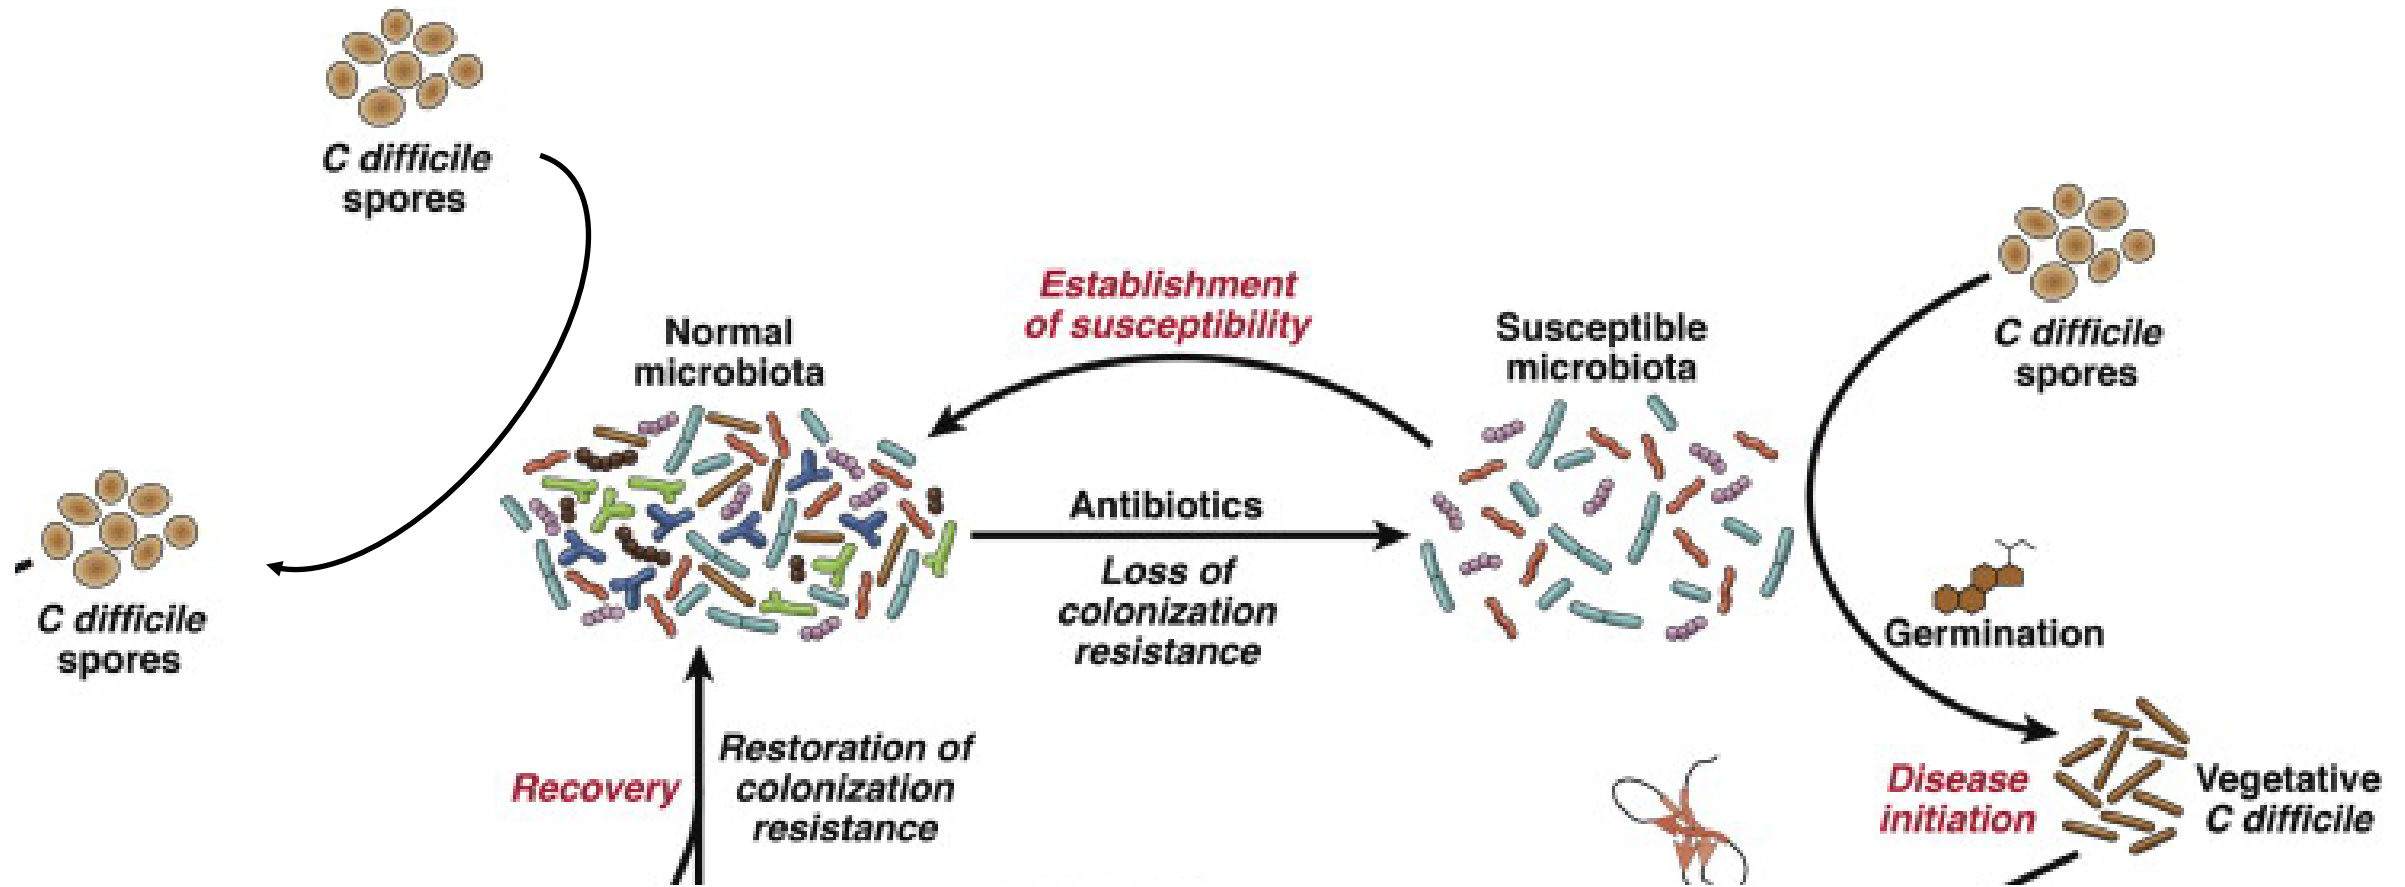 C difficile
spores
Establishment
of susceptibility
Normal
microbiota
Susceptible
microbiota
C difficile
spores
Antibiotics
Loss of
colonization
resistance
C difficile
spores
Germination
Recovery
Restoration of
colonization
resistance
Disease
initiation
Vegetative
C difficile